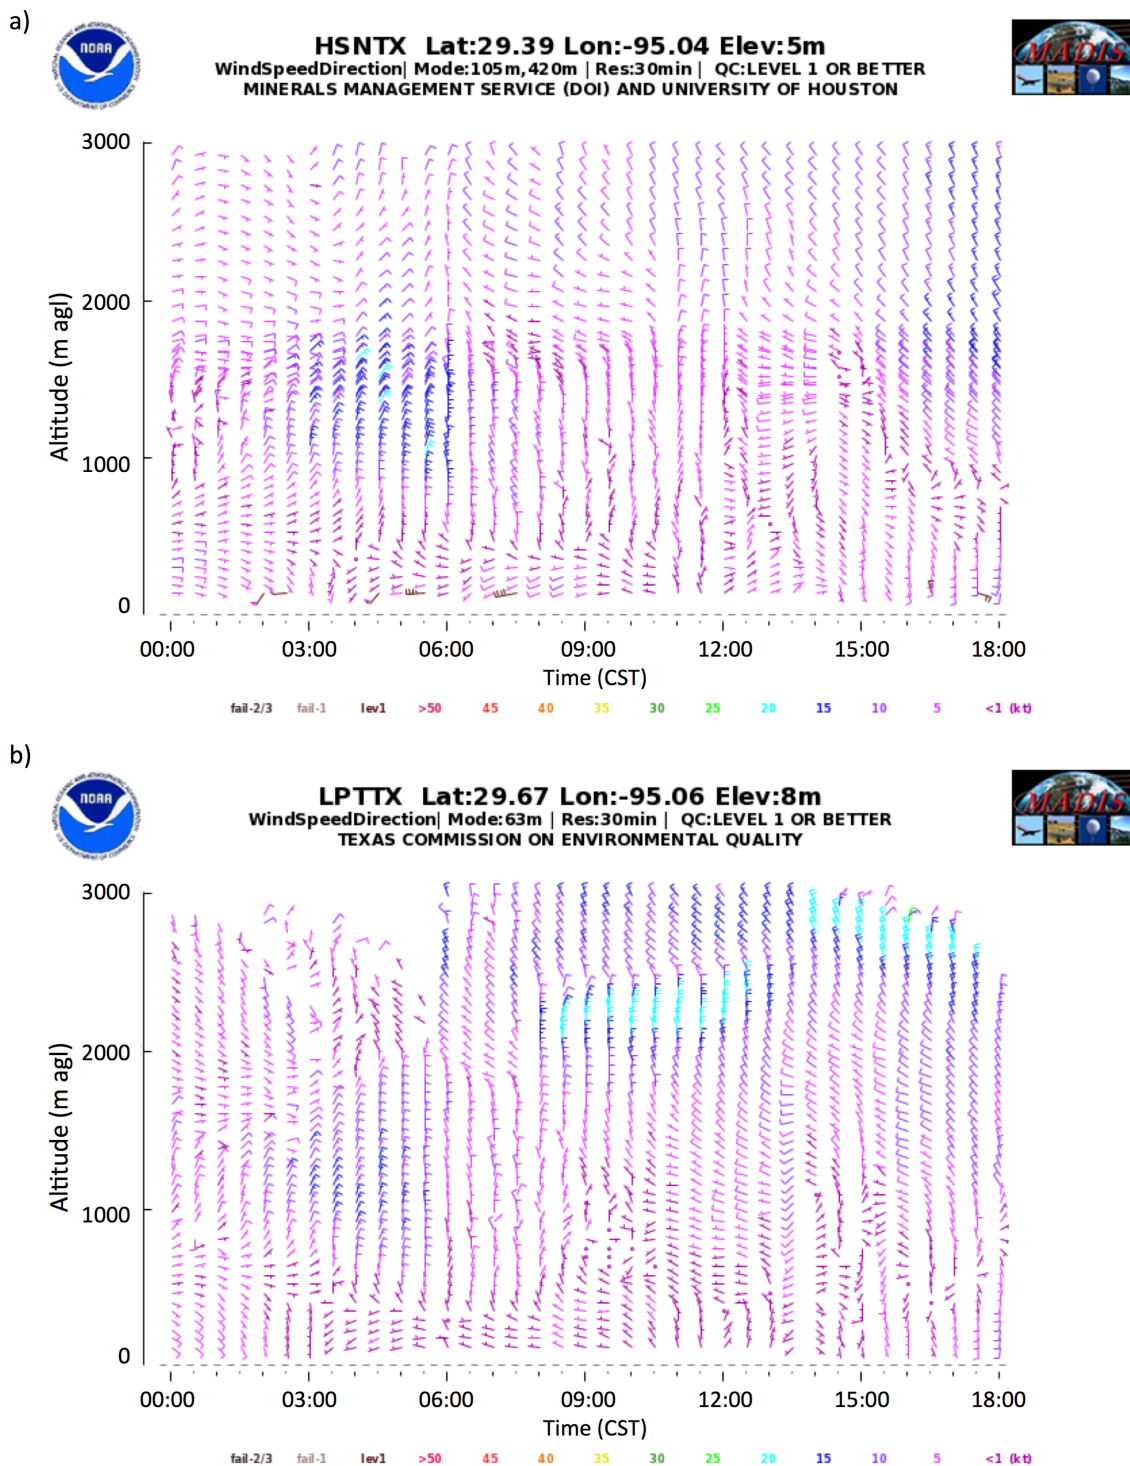 a)
NOAA
HSNTX Lat:29.39 Lon:-95.04 Elev:5m
WindSpeedDirection| Mode:105m,420m | Res:30min | QC:LEVEL 1 OR BETTER
MINERALS MANAGEMENT SERVICE (DOI) AND UNIVERSITY OF HOUSTON
MADIS
3000
2000
1000
0
Altitude (m agl)
00:00 03:00 06:00 09:00 12:00 15:00 18:00
Time (CST)
fail-2/3 fail-1 lev1 >50 45 40 35 30 25 20 15 10 5 <1 (kt)
b)
NOAA
LPTTX Lat:29.67 Lon:-95.06 Elev:8m
WindSpeedDirection| Mode:63m | Res:30min | QC:LEVEL 1 OR BETTER
TEXAS COMMISSION ON ENVIRONMENTAL QUALITY
MADIS
3000
2000
1000
0
Altitude (m agl)
00:00 03:00 06:00 09:00 12:00 15:00 18:00
Time (CST)
fail-2/3 fail-1 lev1 >50 45 40 35 30 25 20 15 10 5 <1 (kt)